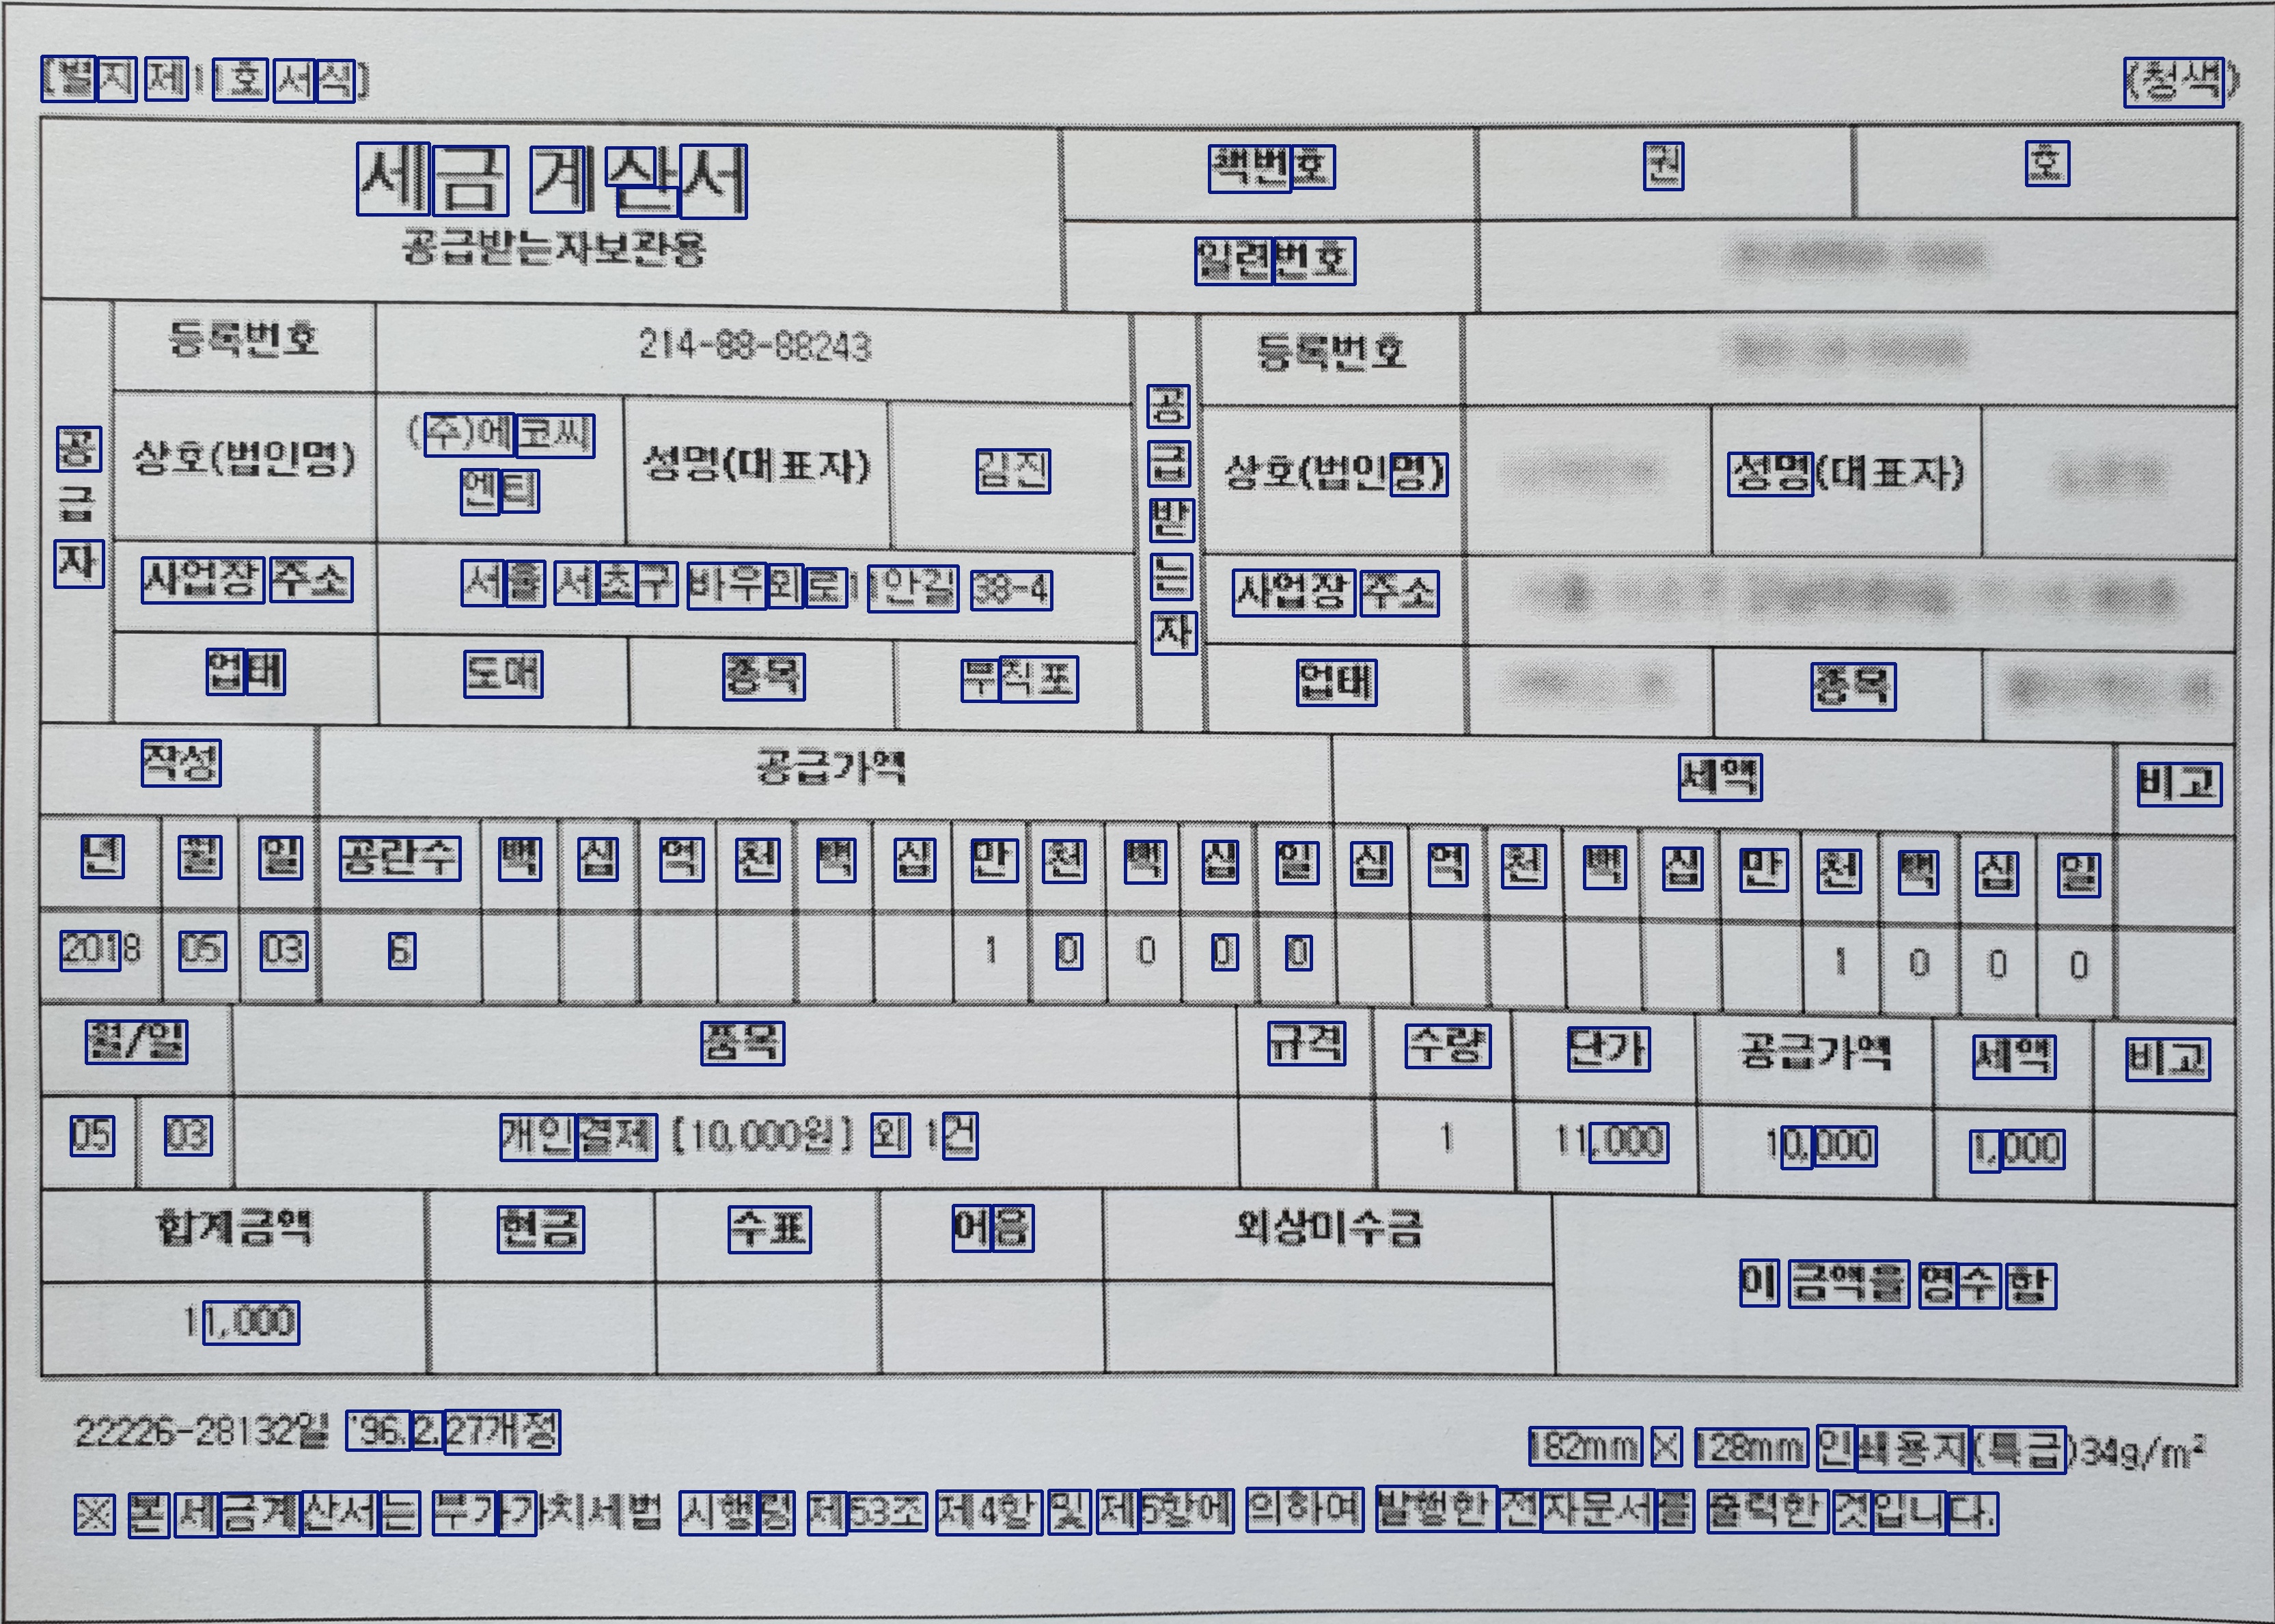 [별지 제11호 서식]
(청색)
세금 계산서
공급받는자보관용
책번호 권 호
일련번호
공급자
등록번호 214-88-88243
상호(법인명) (주)에코씨엔티 성명(대표자) 김진
사업장 주소 서울 서초구 바우뫼로11안길 38-4
업태 도매 종목 부직포
공급받는자
등록번호
상호(법인명) 성명(대표자)
사업장 주소
업태 종목
작성 공급가액 세액 비고
년 월 일 공란수 백 십 억 천 백 십 만 천 백 십 일 십 억 천 백 십 만 천 백 십 일
2018 05 03 6 1 0 0 0 0 1 0 0 0
월/일 품목 규격 수량 단가 공급가액 세액 비고
05 03 개인결제 [10,000원] 외 1건 1 11,000 10,000 1,000
합계금액 현금 수표 어음 외상미수금
11,000
이 금액을 영수 함
22226-28132일 '96.2.27개정
182mm × 128mm 인쇄용지(특급)34g/m²
※ 본 세금계산서는 부가가치세법 시행령 제53조 제4항 및 제5항에 의하여 발행한 전자문서를 출력한 것입니다.